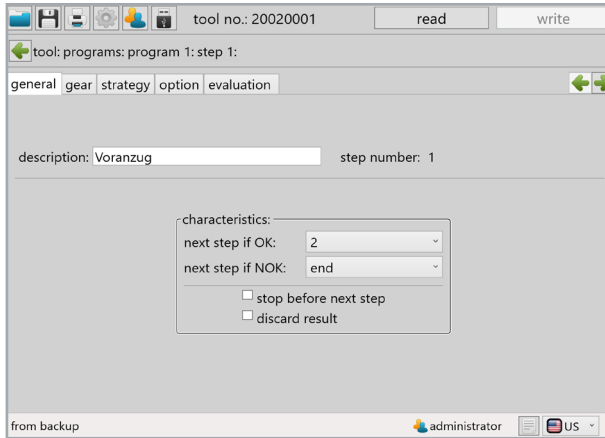 tool no.: 20020001 read write
tool: programs: program 1: step 1:
general gear strategy option evaluation
description: Voranzug step number: 1
characteristics:
next step if OK: 2
next step if NOK: end
stop before next step
discard result
from backup administrator US